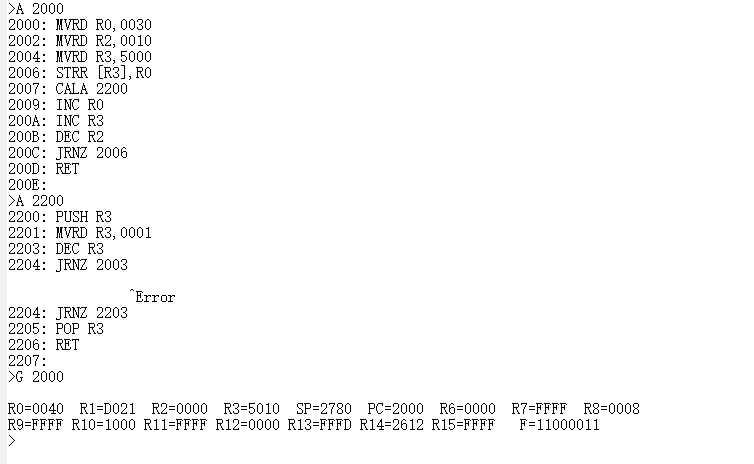 >A 2000
2000: MVRD R0,0030
2002: MVRD R2,0010
2004: MVRD R3,5000
2006: STRR [R3],R0
2007: CALA 2200
2009: INC R0
200A: INC R3
200B: DEC R2
200C: JRNZ 2006
200D: RET
200E:
>A 2200
2200: PUSH R3
2201: MVRD R3,0001
2203: DEC R3
2204: JRNZ 2003
^Error
2204: JRNZ 2203
2205: POP R3
2206: RET
2207:
>G 2000
R0=0040 R1=D021 R2=0000 R3=5010 SP=2780 PC=2000 R6=0000 R7=FFFF R8=0008
R9=FFFF R10=1000 R11=FFFF R12=0000 R13=FFFD R14=2612 R15=FFFF F=11000011
>